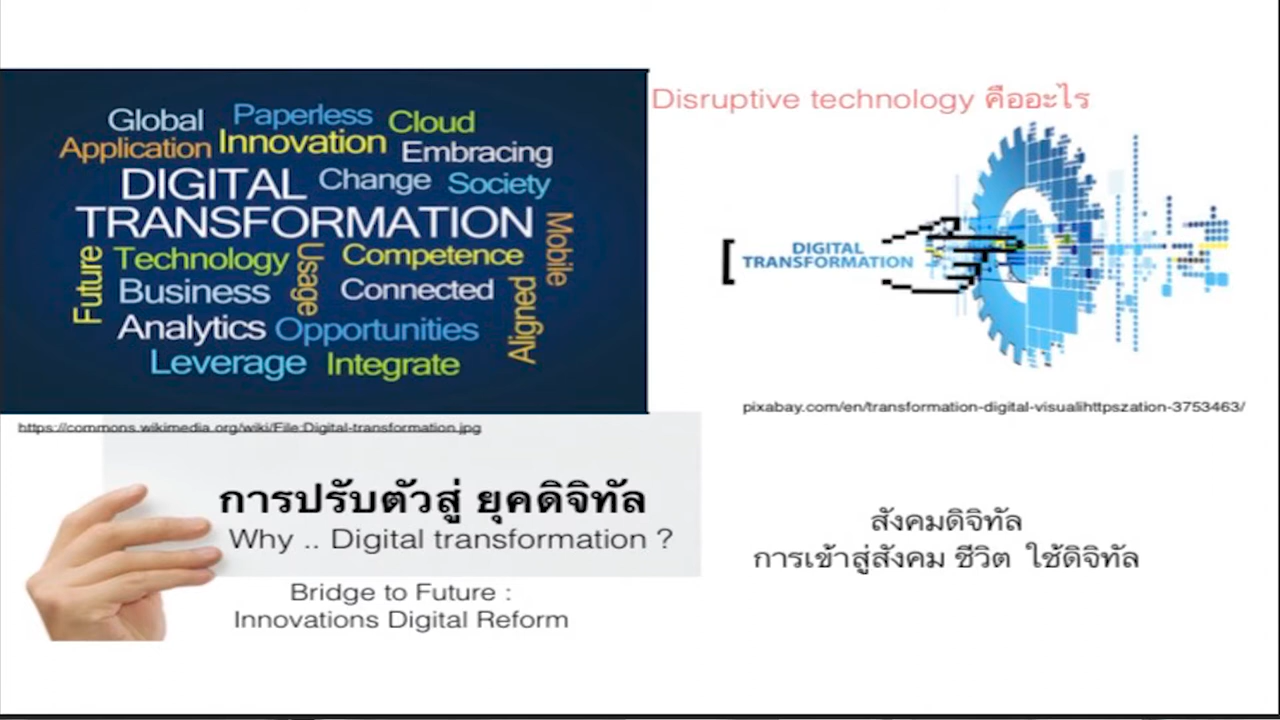 Global Paperless Cloud
Application Innovation Embracing
DIGITAL Change Society
TRANSFORMATION
Future Technology Usage Competence Mobile
Business Connected
Analytics Opportunities Aligned
Leverage Integrate
https://commons.wikimedia.org/wiki/File:Digital-transformation.jpg
Disruptive technology คืออะไร
[ DIGITAL
TRANSFORMATION
pixabay.com/en/transformation-digital-visualihttpszation-3753463/
การปรับตัวสู่ ยุคดิจิทัล
Why .. Digital transformation ?
Bridge to Future :
Innovations Digital Reform
สังคมดิจิทัล
การเข้าสู่สังคม ชีวิต ใช้ดิจิทัล